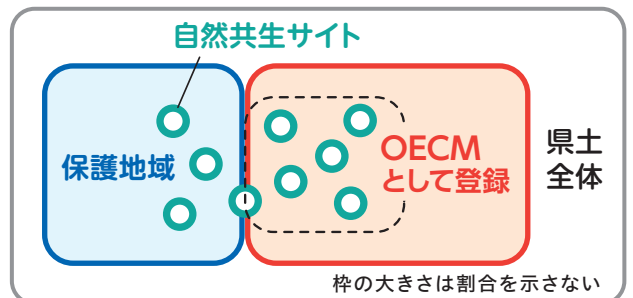 自然共生サイト
保護地域
OECM
として登録
県土
全体
枠の大きさは割合を示さない